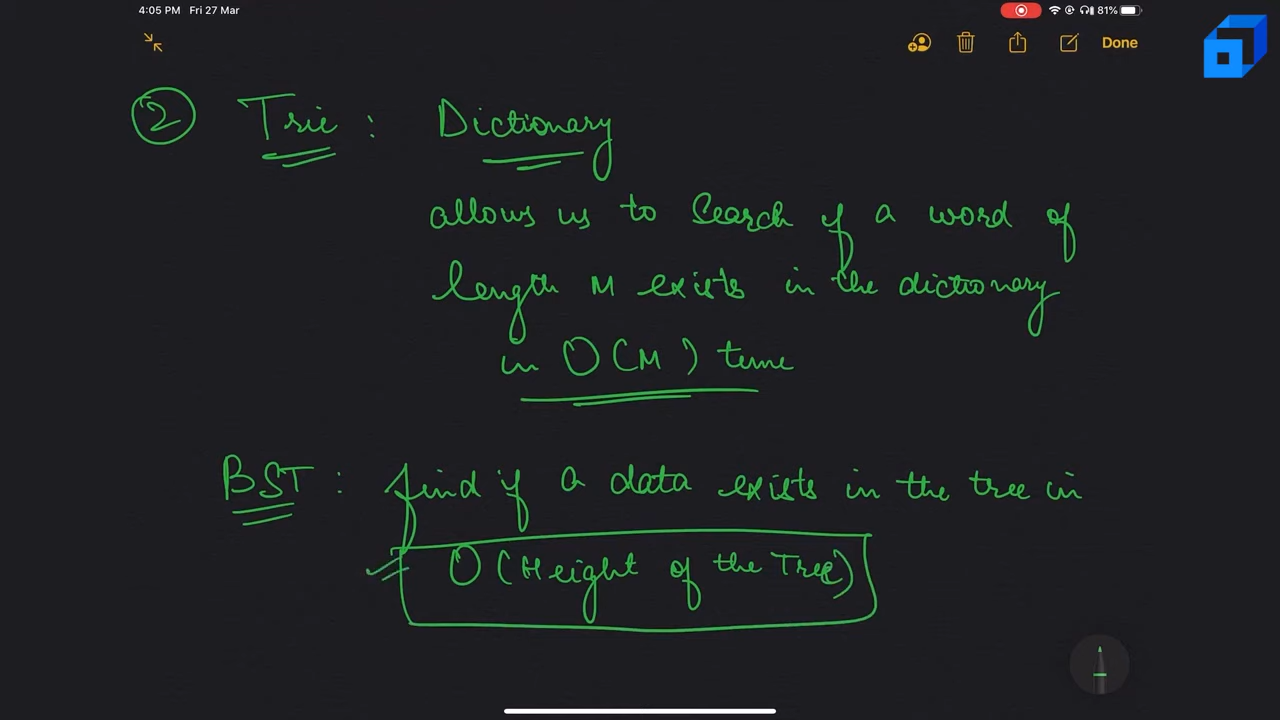 4:05 PM Fri 27 Mar
81%
Done
2 Trie : Dictionary
allows us to Search if a word of
length M exists in the dictionary
in O(M) time
BST : find if a data exists in the tree in
O(Height of the Tree)